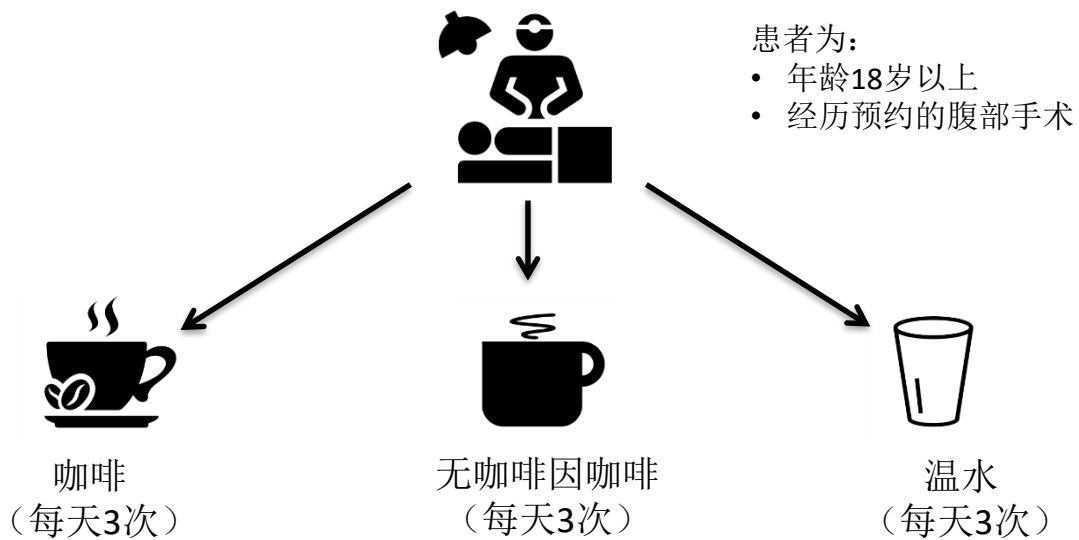 患者为：
• 年龄18岁以上
• 经历预约的腹部手术
咖啡
（每天3次）
无咖啡因咖啡
（每天3次）
温水
（每天3次）